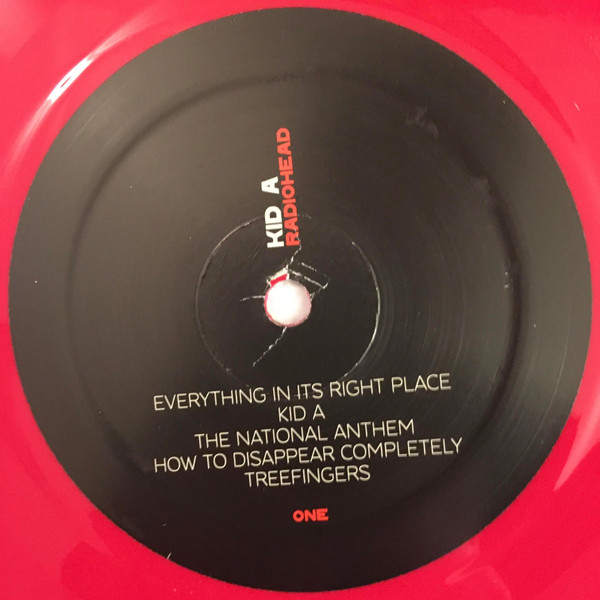 KID A
RADIOHEAD
EVERYTHING IN ITS RIGHT PLACE
KID A
THE NATIONAL ANTHEM
HOW TO DISAPPEAR COMPLETELY
TREEFINGERS
ONE